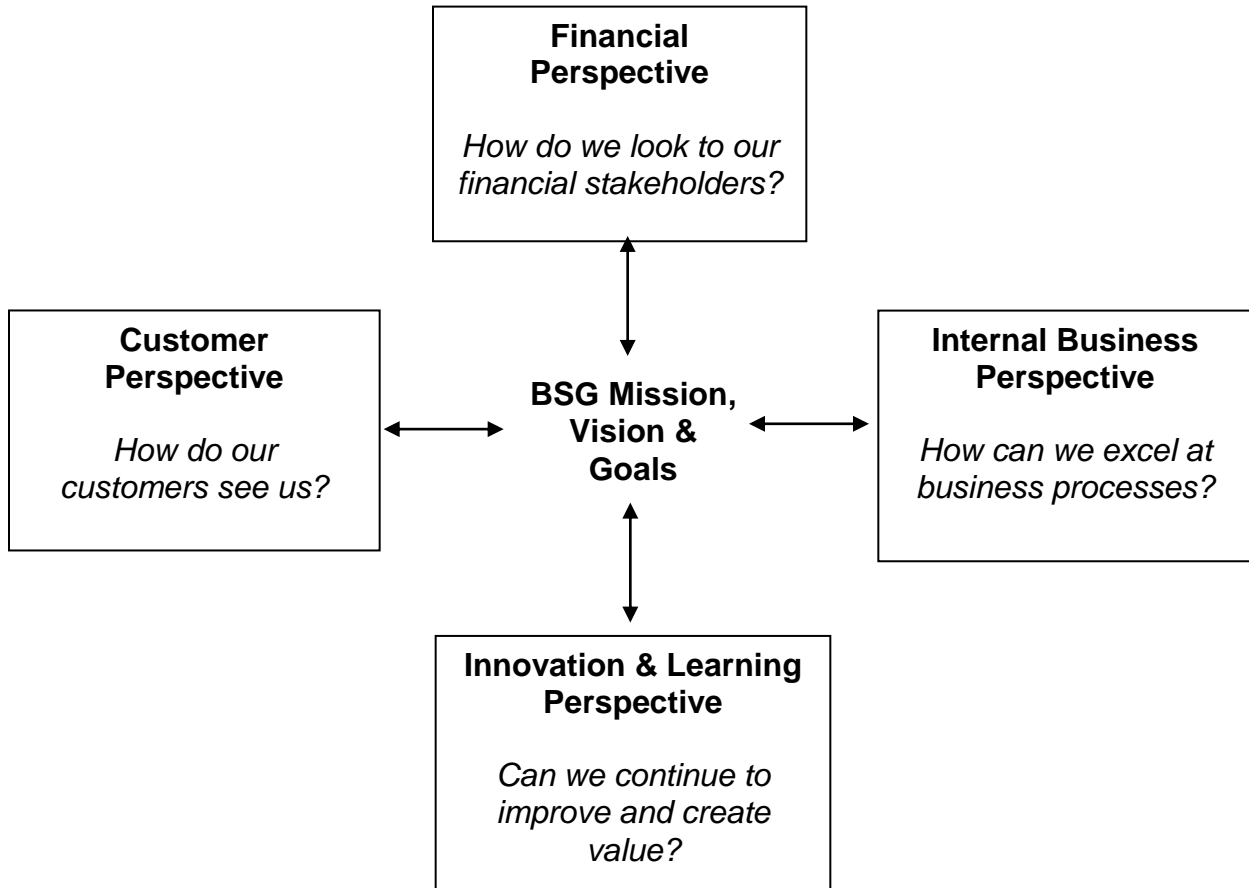 Financial
Perspective
How do we look to our
financial stakeholders?
Customer
Perspective
How do our
customers see us?
BSG Mission,
Vision &
Goals
Internal Business
Perspective
How can we excel at
business processes?
Innovation & Learning
Perspective
Can we continue to
improve and create
value?